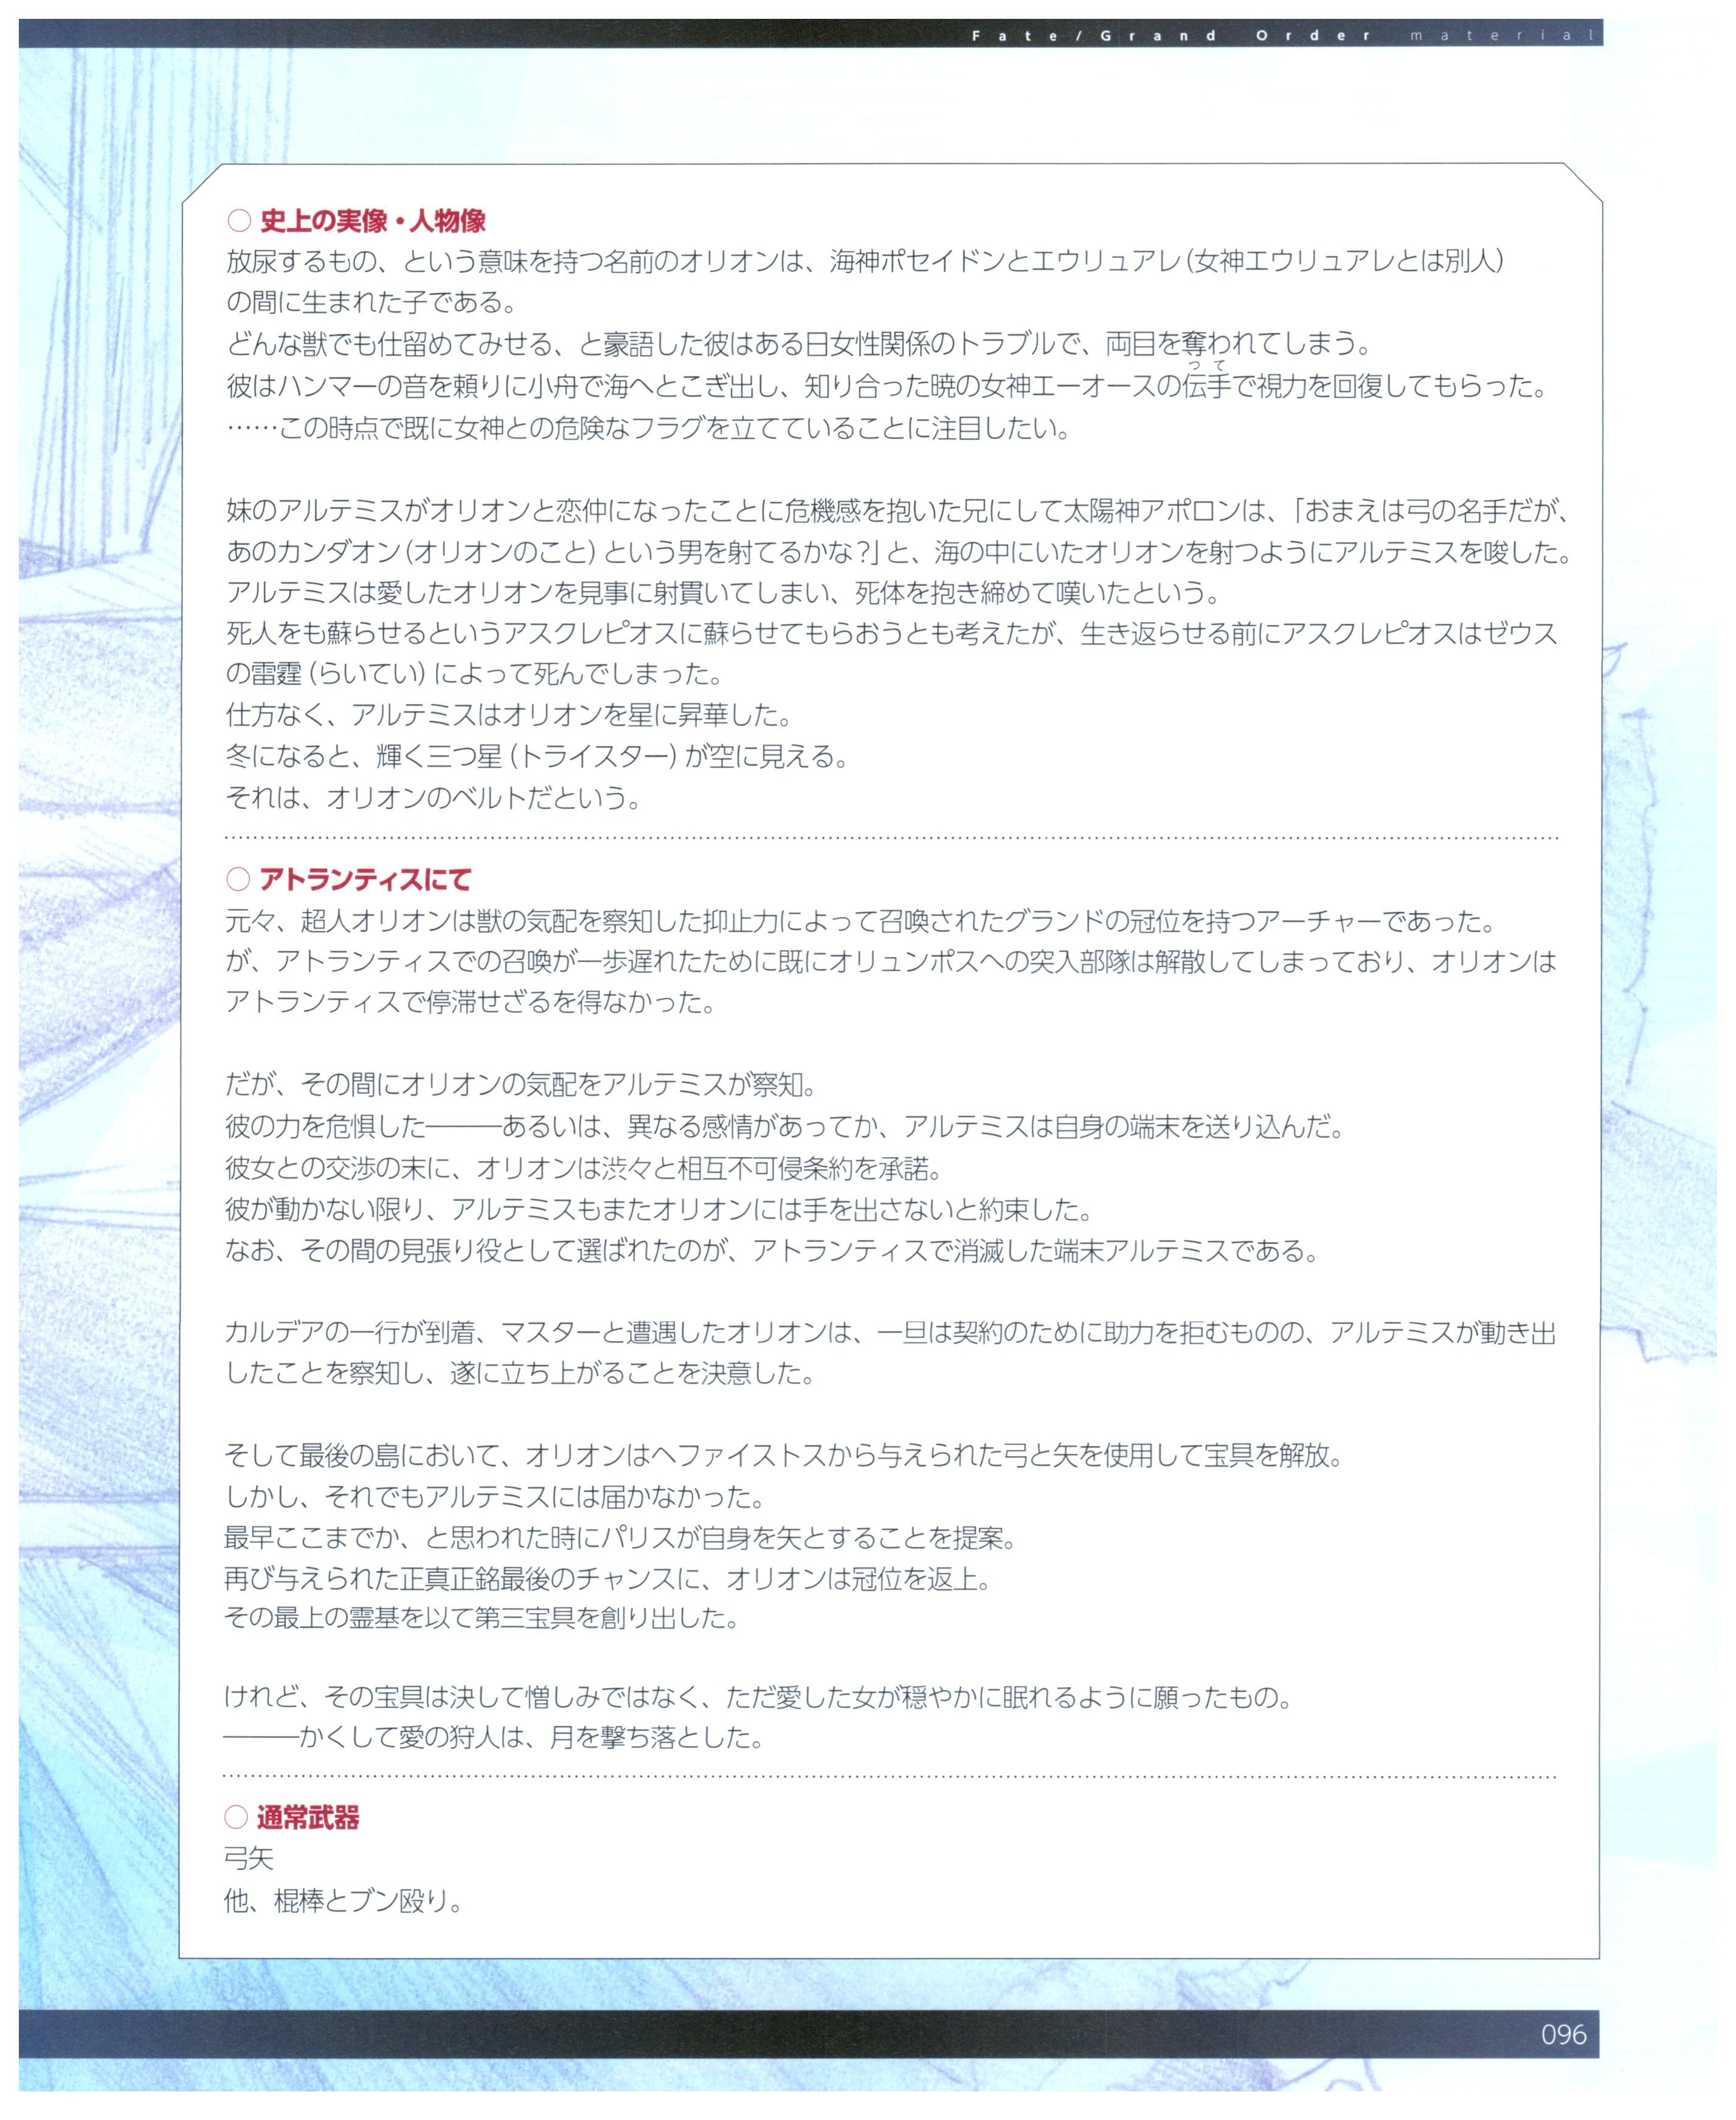 Fate/Grand Order material
○ 史上の実像・人物像
放尿するもの、という意味を持つ名前のオリオンは、海神ポセイドンとエウリュアレ（女神エウリュアレとは別人）
の間に生まれた子である。
どんな獣でも仕留めてみせる、と豪語した彼はある日女性関係のトラブルで、両目を奪われてしまう。
彼はハンマーの音を頼りに小舟で海へとこぎ出し、知り合った暁の女神エーオースの伝手で視力を回復してもらった。
……この時点で既に女神との危険なフラグを立てていることに注目したい。
妹のアルテミスがオリオンと恋仲になったことに危機感を抱いた兄にして太陽神アポロンは、「おまえは弓の名手だが、
あのカンダオン（オリオンのこと）という男を射てるかな？」と、海の中にいたオリオンを射つようにアルテミスを唆した。
アルテミスは愛したオリオンを見事に射貫いてしまい、死体を抱き締めて嘆いたという。
死人をも蘇らせるというアスクレピオスに蘇らせてもらおうとも考えたが、生き返らせる前にアスクレピオスはゼウス
の雷霆（らいてい）によって死んでしまった。
仕方なく、アルテミスはオリオンを星に昇華した。
冬になると、輝く三つ星（トライスター）が空に見える。
それは、オリオンのベルトだという。
○ アトランティスにて
元々、超人オリオンは獣の気配を察知した抑止力によって召喚されたグランドの冠位を持つアーチャーであった。
が、アトランティスでの召喚が一歩遅れたために既にオリュンポスへの突入部隊は解散してしまっており、オリオンは
アトランティスで停滞せざるを得なかった。
だが、その間にオリオンの気配をアルテミスが察知。
彼の力を危惧した―――あるいは、異なる感情があってか、アルテミスは自身の端末を送り込んだ。
彼女との交渉の末に、オリオンは渋々と相互不可侵条約を承諾。
彼が動かない限り、アルテミスもまたオリオンには手を出さないと約束した。
なお、その間の見張り役として選ばれたのが、アトランティスで消滅した端末アルテミスである。
カルデアの一行が到着、マスターと遭遇したオリオンは、一旦は契約のために助力を拒むものの、アルテミスが動き出
したことを察知し、遂に立ち上がることを決意した。
そして最後の島において、オリオンはヘファイストスから与えられた弓と矢を使用して宝具を解放。
しかし、それでもアルテミスには届かなかった。
最早ここまでか、と思われた時にパリスが自身を矢とすることを提案。
再び与えられた正真正銘最後のチャンスに、オリオンは冠位を返上。
その最上の霊基を以て第三宝具を創り出した。
けれど、その宝具は決して憎しみではなく、ただ愛した女が穏やかに眠れるように願ったもの。
―――かくして愛の狩人は、月を撃ち落とした。
○ 通常武器
弓矢
他、棍棒とブン殴り。
096